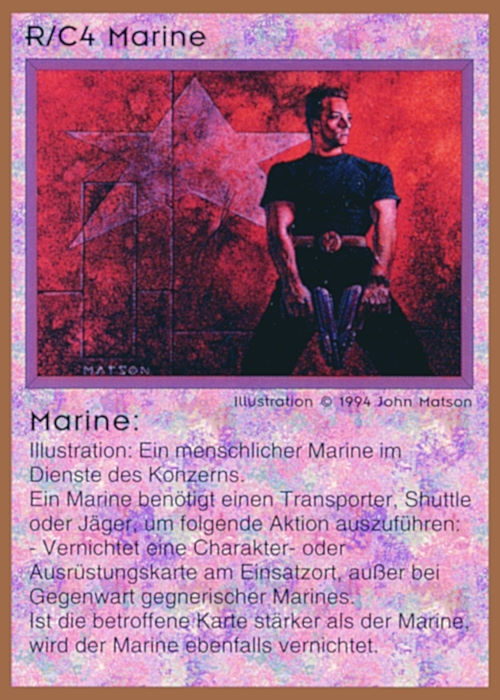 R/C4 Marine
MATSON
Illustration © 1994 John Matson
Marine:
Illustration: Ein menschlicher Marine im
Dienste des Konzerns.
Ein Marine benötigt einen Transporter, Shuttle
oder Jäger, um folgende Aktion auszuführen:
- Vernichtet eine Charakter- oder
Ausrüstungskarte am Einsatzort, außer bei
Gegenwart gegnerischer Marines.
Ist die betroffene Karte stärker als der Marine,
wird der Marine ebenfalls vernichtet.